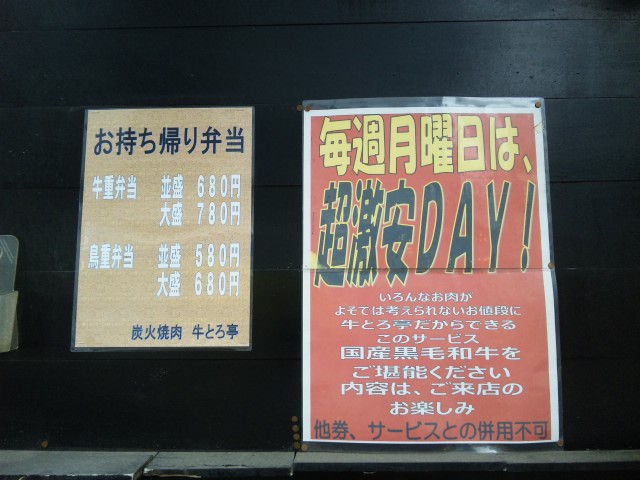 お持ち帰り弁当
牛重弁当 並盛 680円
大盛 780円
鳥重弁当 並盛 580円
大盛 680円
炭火焼肉 牛とろ亭
毎週月曜日は、
超激安DAY!
いろんなお肉が
よそでは考えられないお値段に
牛とろ亭だからできる
このサービス
国産黒毛和牛を
ご堪能ください
内容は、ご来店の
お楽しみ
他券、サービスとの併用不可